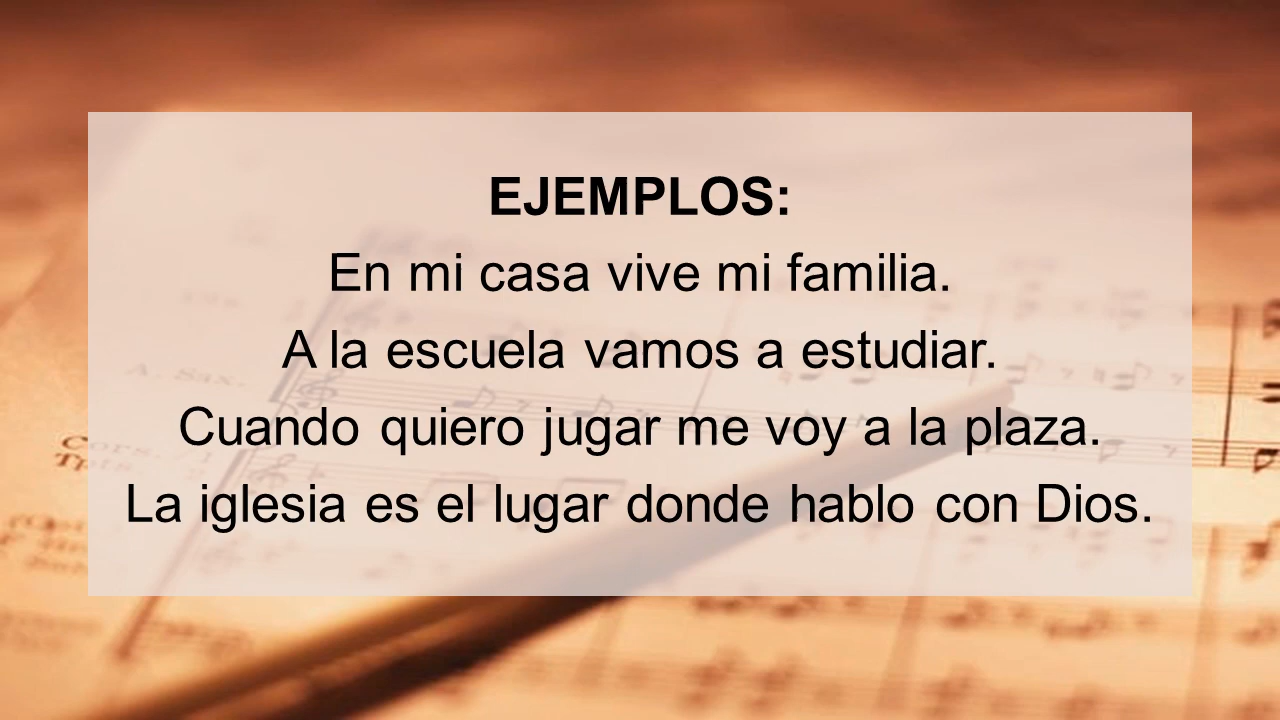 EJEMPLOS:
En mi casa vive mi familia.
A la escuela vamos a estudiar.
Cuando quiero jugar me voy a la plaza.
La iglesia es el lugar donde hablo con Dios.
A. Sax.